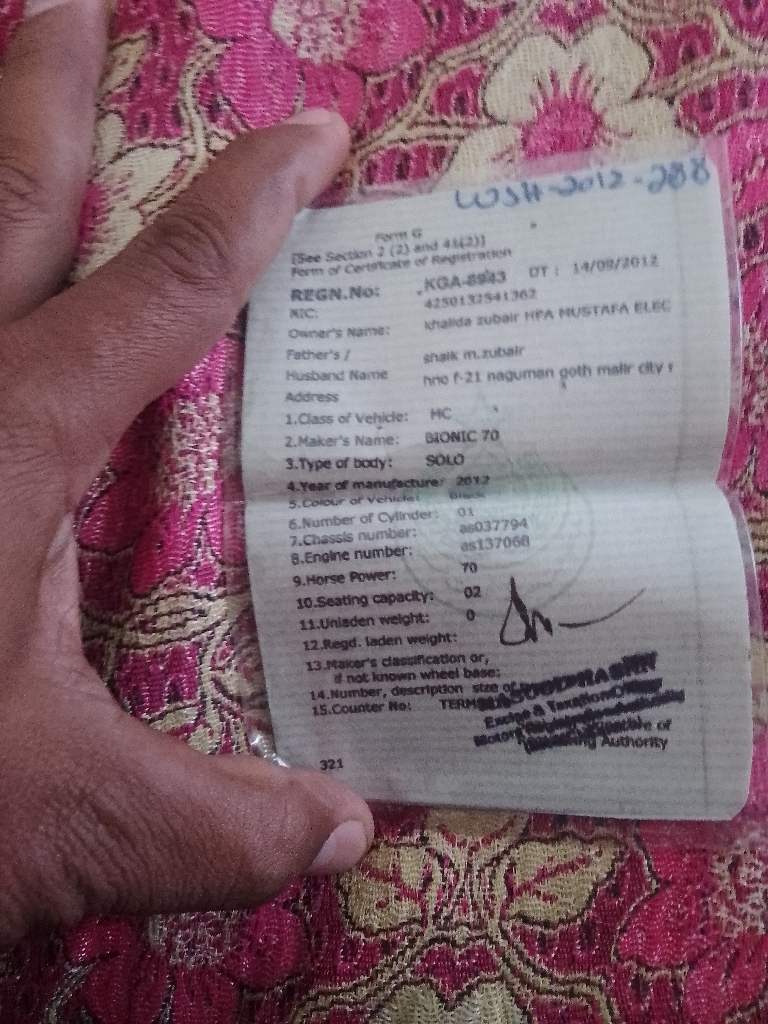 WSH-2012-288
Form G
[See Section 2 (2) and 41(2)]
Form of Certificate of Registration
REGN.No: KGA-8943 DT : 14/09/2012
NIC: 4250132541362
Owner's Name: khalida zubair HPA MUSTAFA ELEC
Father's / shaik m.zubair
Husband Name
Address hno f-21 naguman goth malir city
1.Class of Vehicle: MC
2.Maker's Name: BIONIC 70
3.Type of body: SOLO
4.Year of manufacture: 2012
5.Colour of Vehicle: Black
6.Number of Cylinder: 01
7.Chassis number: as037794
8.Engine number: as137068
9.Horse Power: 70
10.Seating capacity: 02
11.Unladen weight: 0
12.Regd. laden weight:
13.Maker's classification or,
if not known wheel base:
14.Number, description size of
15.Counter No: TERM
Excise & Taxation
Motor
of
Authority
321